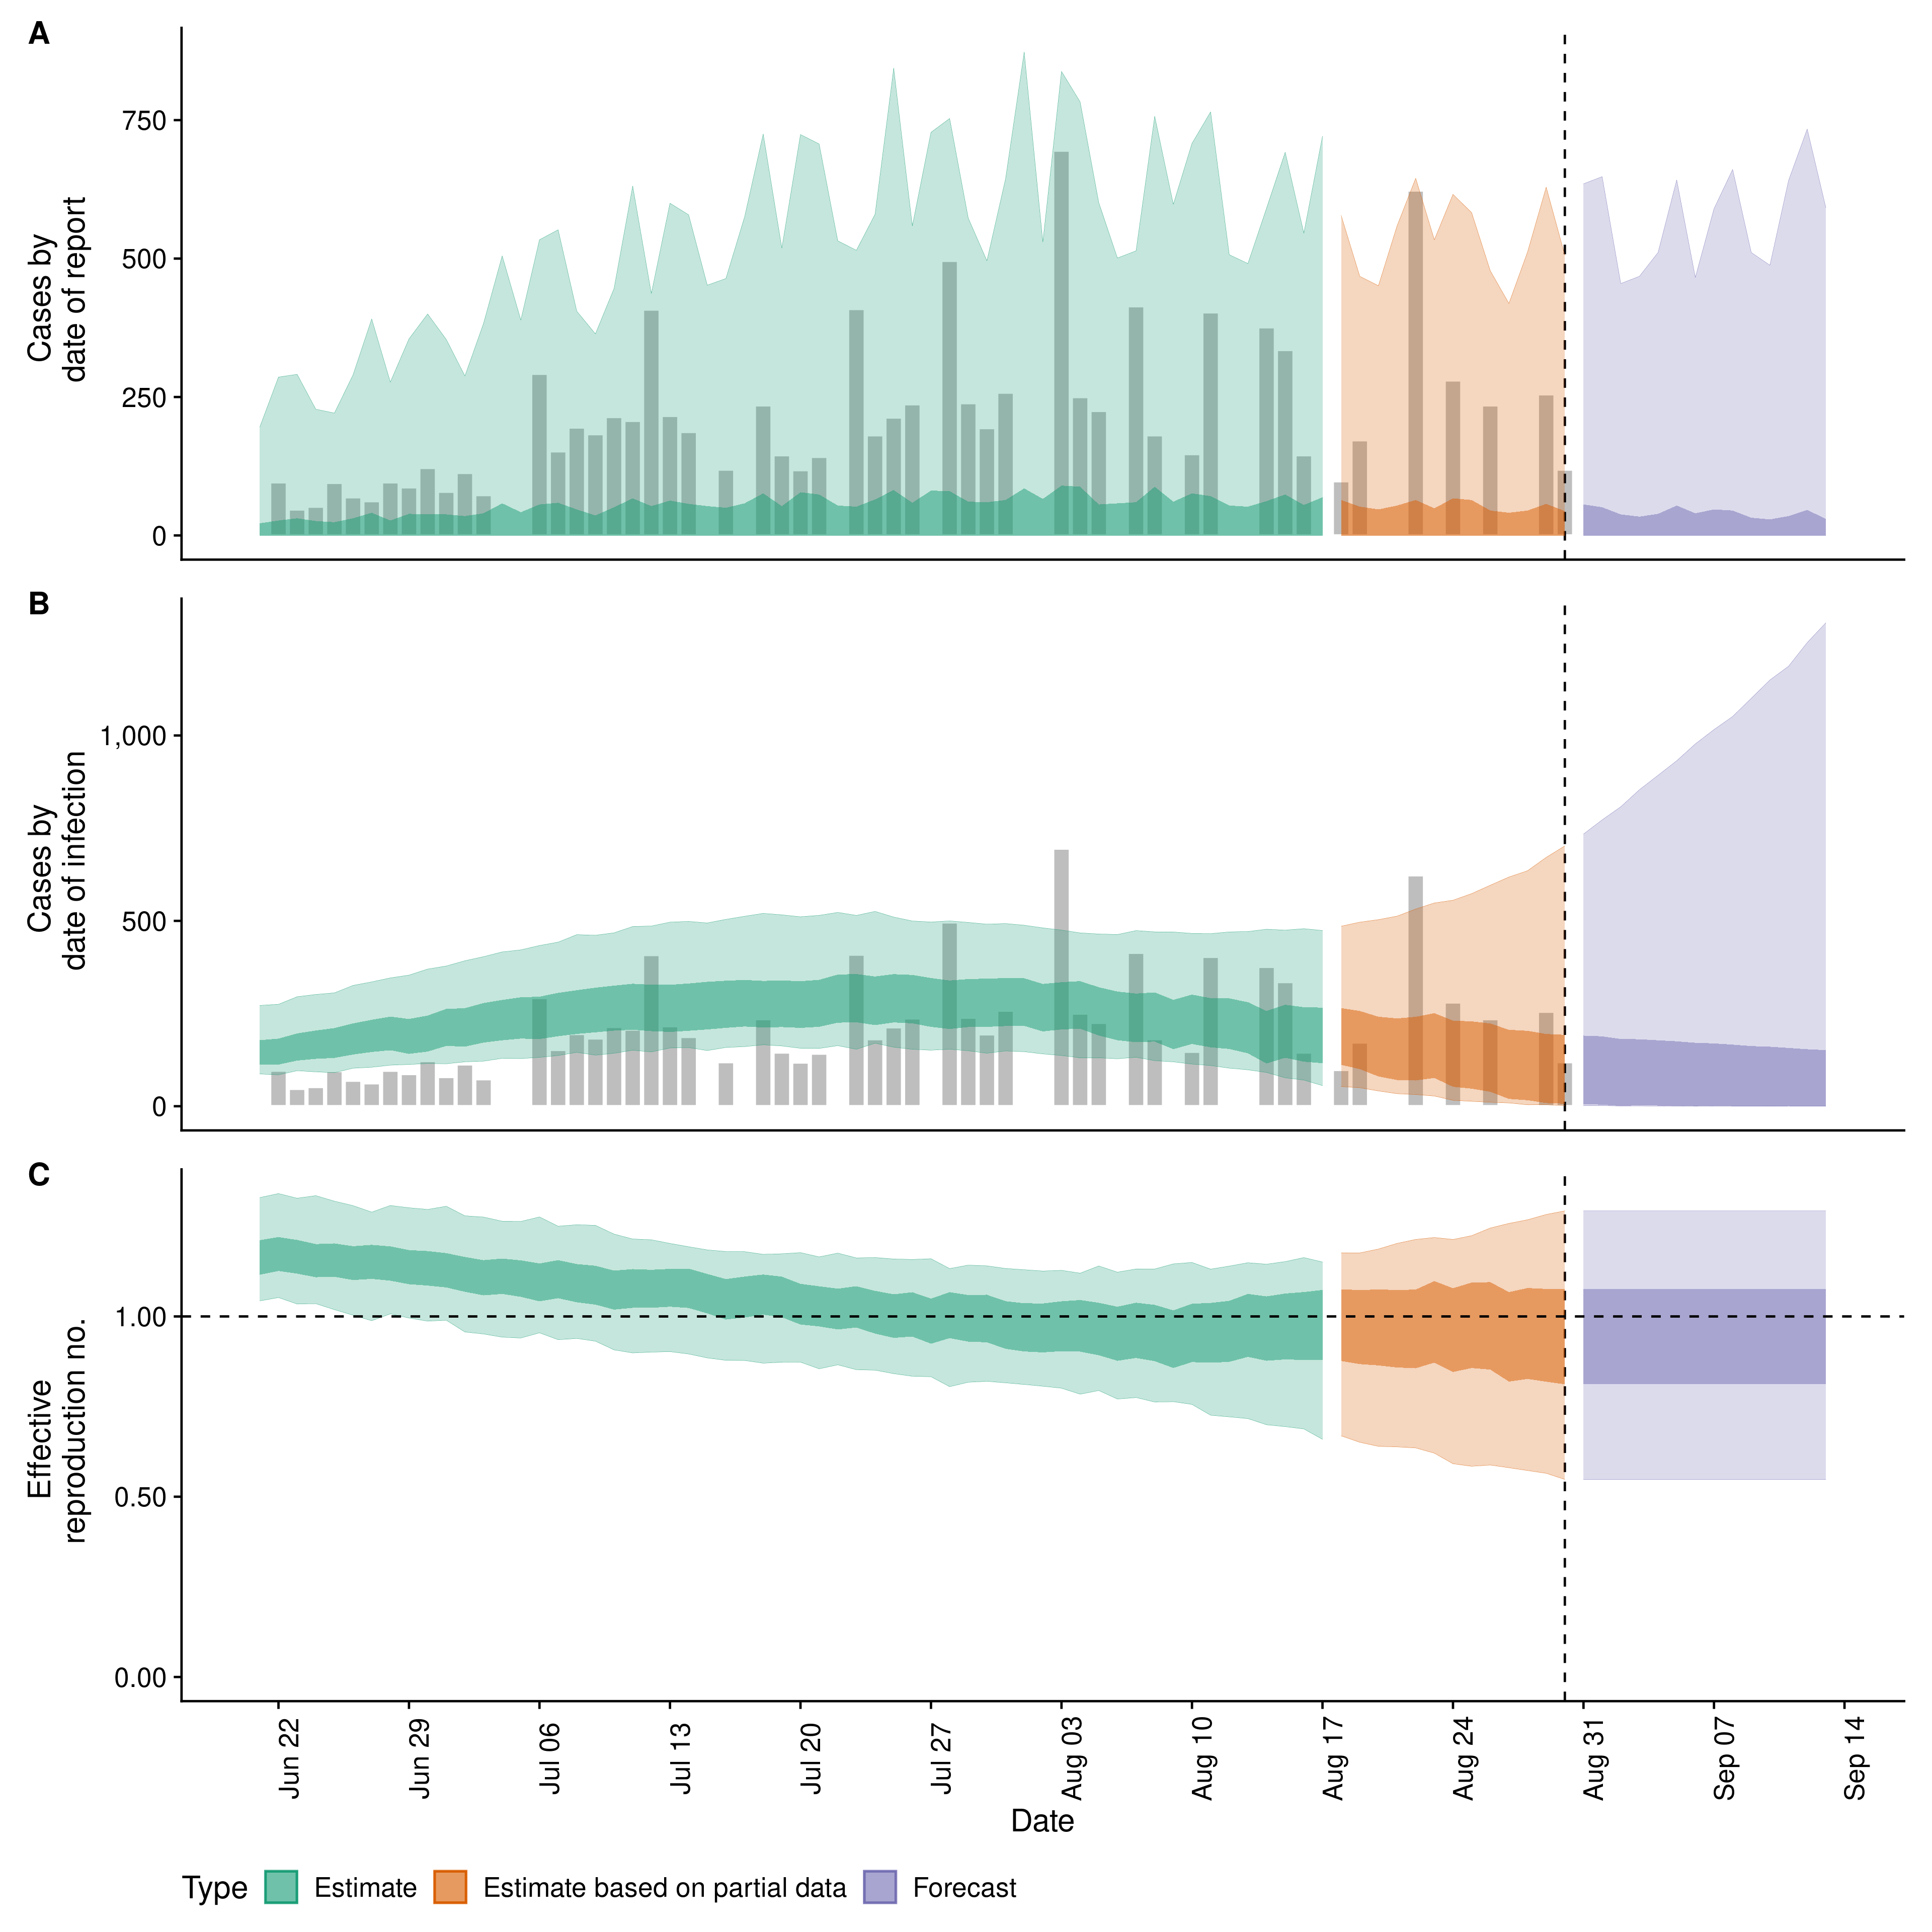 A
Cases by
date of report
750
500
250
0
B
Cases by
date of infection
1,000
500
0
C
Effective
reproduction no.
1.00
0.50
0.00
Jun 22
Jun 29
Jul 06
Jul 13
Jul 20
Jul 27
Aug 03
Aug 10
Aug 17
Aug 24
Aug 31
Sep 07
Sep 14
Date
Type Estimate Estimate based on partial data Forecast